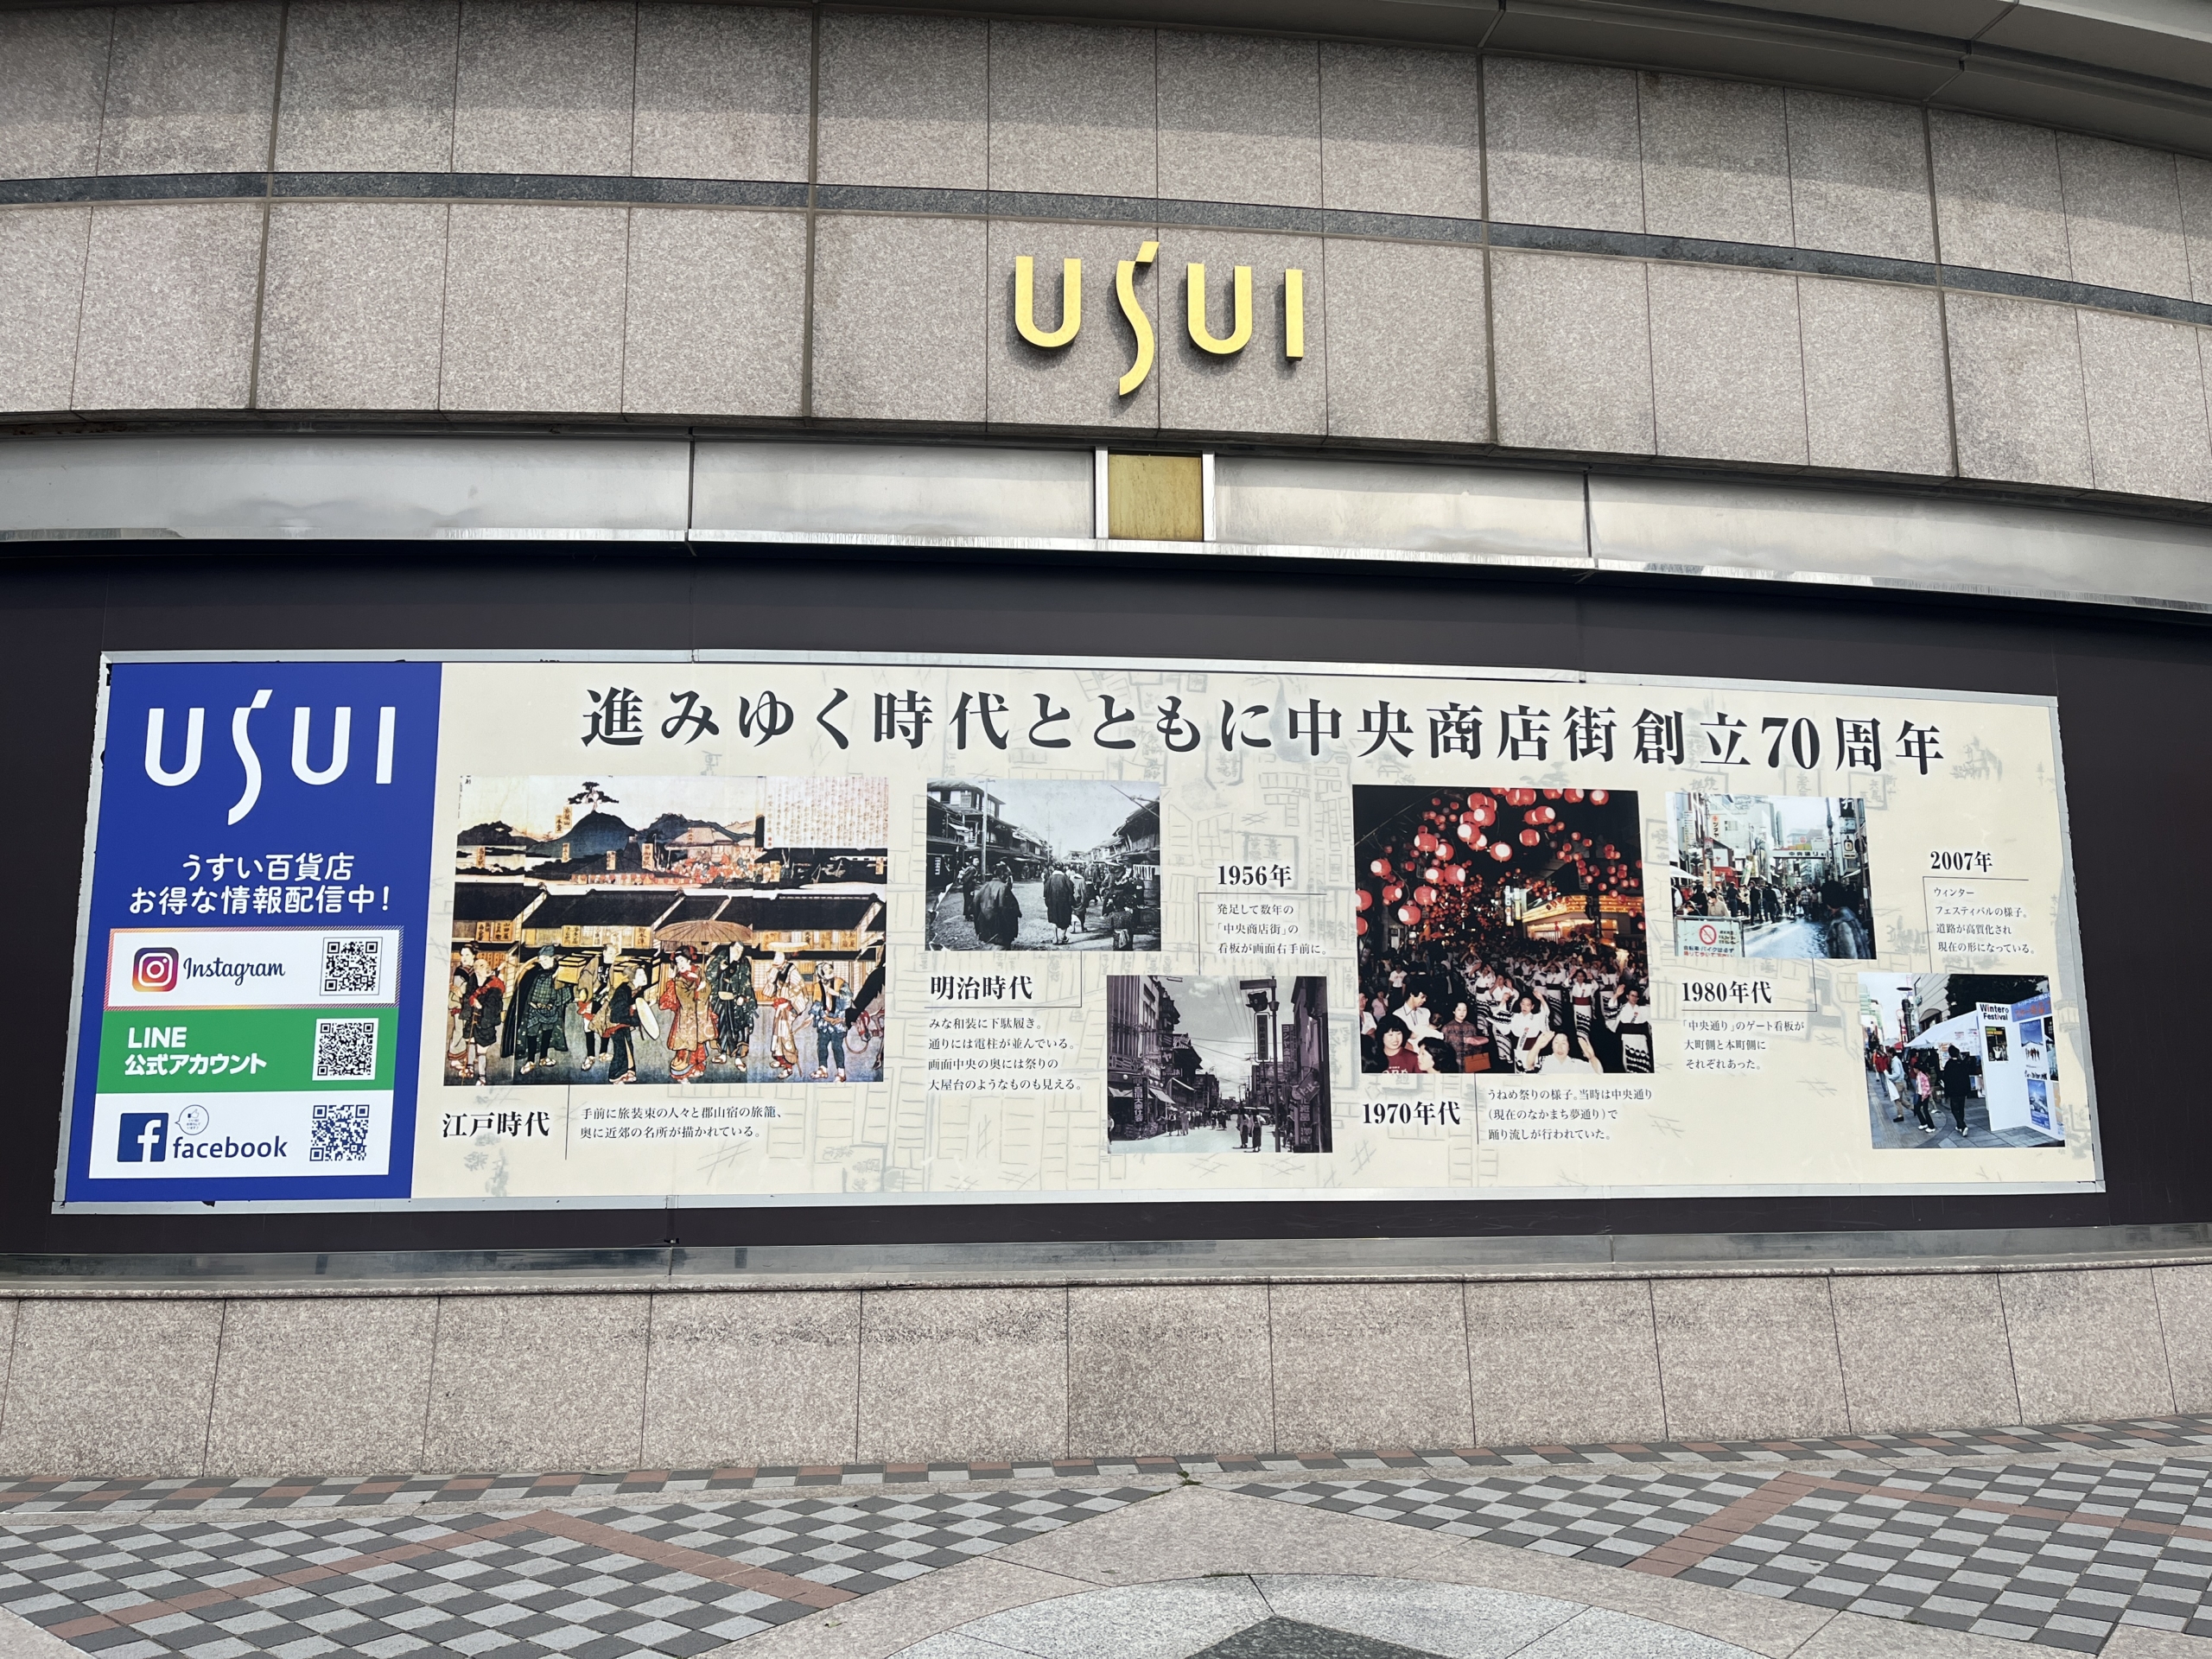 USUI
USUI
うすい百貨店
お得な情報配信中！
Instagram
LINE
公式アカウント
facebook
進みゆく時代とともに中央商店街創立70周年
江戸時代
手前に旅装束の人々と郡山宿の旅籠、
奥に近郊の名所が描かれている。
明治時代
みな和装に下駄履き。
通りには電柱が並んでいる。
画面中央の奥には祭りの
大屋台のようなものも見える。
1956年
発足して数年の
「中央商店街」の
看板が画面右手前に。
1970年代
うねめ祭りの様子。当時は中央通り
（現在のなかまち夢通り）で
踊り流しが行われていた。
1980年代
「中央通り」のゲート看板が
大町側と本町側に
それぞれあった。
2007年
ウィンター
フェスティバルの様子。
道路が高質化され
現在の形になっている。
中央通り
Winter
Festival